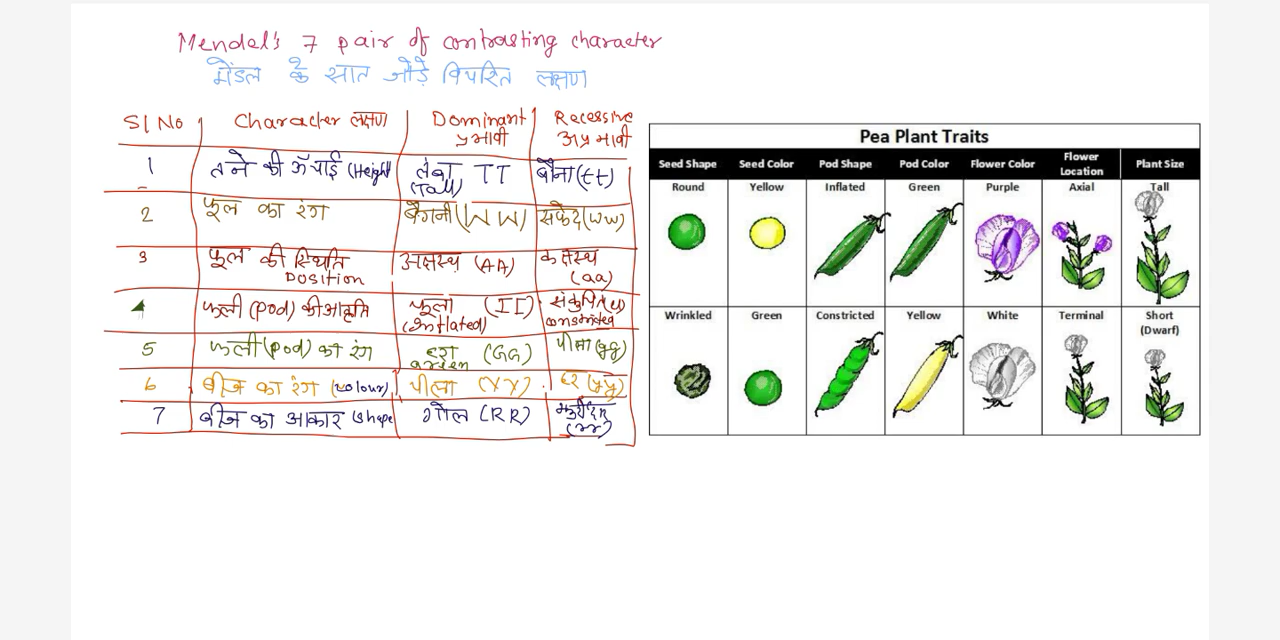 Mendel's 7 pair of contrasting character
मेंडल के सात जोड़े विपरित लक्षण
Sl No Character लक्षण Dominant प्रभावी Recessive अप्रभावी
1 तने की ऊँचाई (Height) लंबा (Tall) TT बौना (tt)
2 फूल का रंग बैगनी (WW) सफेद (ww)
3 फूल की स्थिति Position अक्षस्थ (AA) (aa)
4 फली (Pod) की आकृति फूला (Inflated) (II) constricted
5 फली (Pod) का रंग हरा Green (GG) पीला (gg)
6 बीज का रंग (colour) पीला (YY) हरा (yy)
7 बीज का आकार shape गोल (RR) (rr)
Pea Plant Traits
Seed Shape Seed Color Pod Shape Pod Color Flower Color Flower Location Plant Size
Round Yellow Inflated Green Purple Axial Tall
Wrinkled Green Constricted Yellow White Terminal Short (Dwarf)